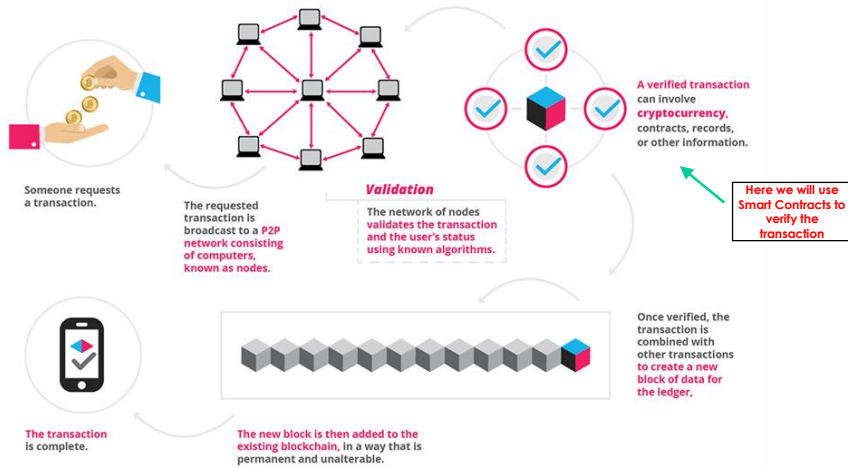 Someone requests
a transaction.
The requested
transaction is
broadcast to a P2P
network consisting
of computers,
known as nodes.
Validation
The network of nodes
validates the transaction
and the user's status
using known algorithms.
A verified transaction
can involve
cryptocurrency,
contracts, records,
or other information.
Here we will use
Smart Contracts to
verify the
transaction
Once verified, the
transaction is
combined with
other transactions
to create a new
block of data for
the ledger,
The new block is then added to the
existing blockchain, in a way that is
permanent and unalterable.
The transaction
is complete.